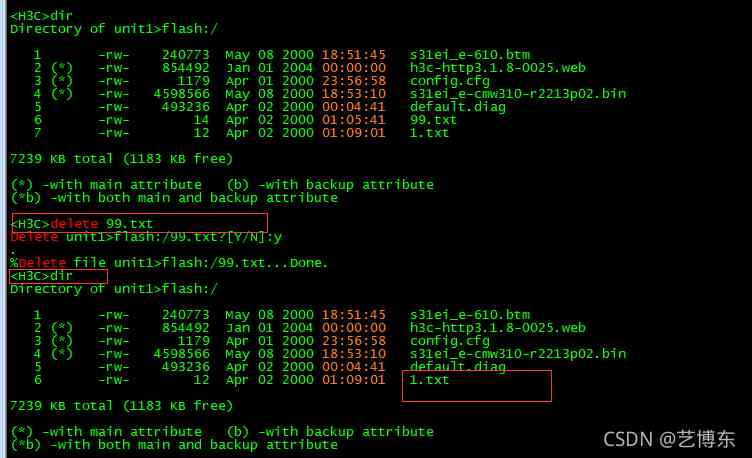 <H3C>dir
Directory of unit1>flash:/
1 -rw- 240773 May 08 2000 18:51:45 s31ei_e-610.btm
2 (*) -rw- 854492 Jan 01 2004 00:00:00 h3c-http3.1.8-0025.web
3 (*) -rw- 1179 Apr 01 2000 23:56:58 config.cfg
4 (*) -rw- 4598566 May 08 2000 18:53:10 s31ei_e-cmw310-r2213p02.bin
5 -rw- 493236 Apr 02 2000 00:04:41 default.diag
6 -rw- 14 Apr 02 2000 01:05:41 99.txt
7 -rw- 12 Apr 02 2000 01:09:01 1.txt
7239 KB total (1183 KB free)
(*) -with main attribute (b) -with backup attribute
(*b) -with both main and backup attribute
<H3C>delete 99.txt
Delete unit1>flash:/99.txt?[Y/N]:y
.
%Delete file unit1>flash:/99.txt...Done.
<H3C>dir
Directory of unit1>flash:/
1 -rw- 240773 May 08 2000 18:51:45 s31ei_e-610.btm
2 (*) -rw- 854492 Jan 01 2004 00:00:00 h3c-http3.1.8-0025.web
3 (*) -rw- 1179 Apr 01 2000 23:56:58 config.cfg
4 (*) -rw- 4598566 May 08 2000 18:53:10 s31ei_e-cmw310-r2213p02.bin
5 -rw- 493236 Apr 02 2000 00:04:41 default.diag
6 -rw- 12 Apr 02 2000 01:09:01 1.txt
7239 KB total (1183 KB free)
(*) -with main attribute (b) -with backup attribute
(*b) -with both main and backup attribute
CSDN @艺博东